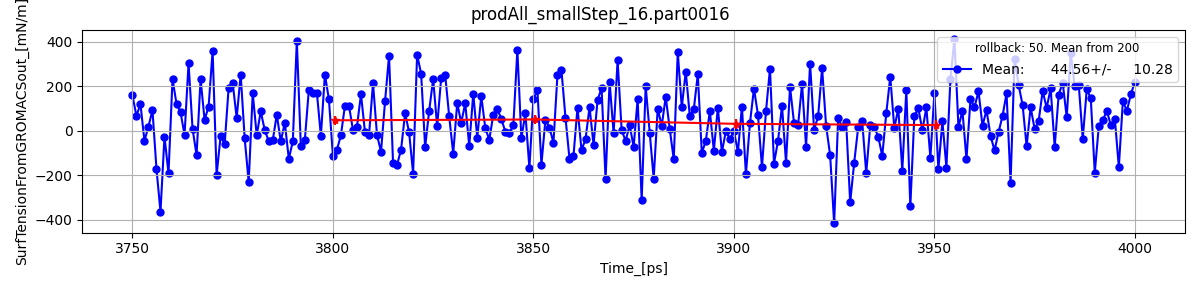 prodAll_smallStep_16.part0016
SurfTensionFromGROMACSout_[mN/m]
400
200
0
−200
−400
rollback: 50. Mean from 200
Mean: 44.56+/- 10.28
3750
3800
3850
3900
3950
4000
Time_[ps]